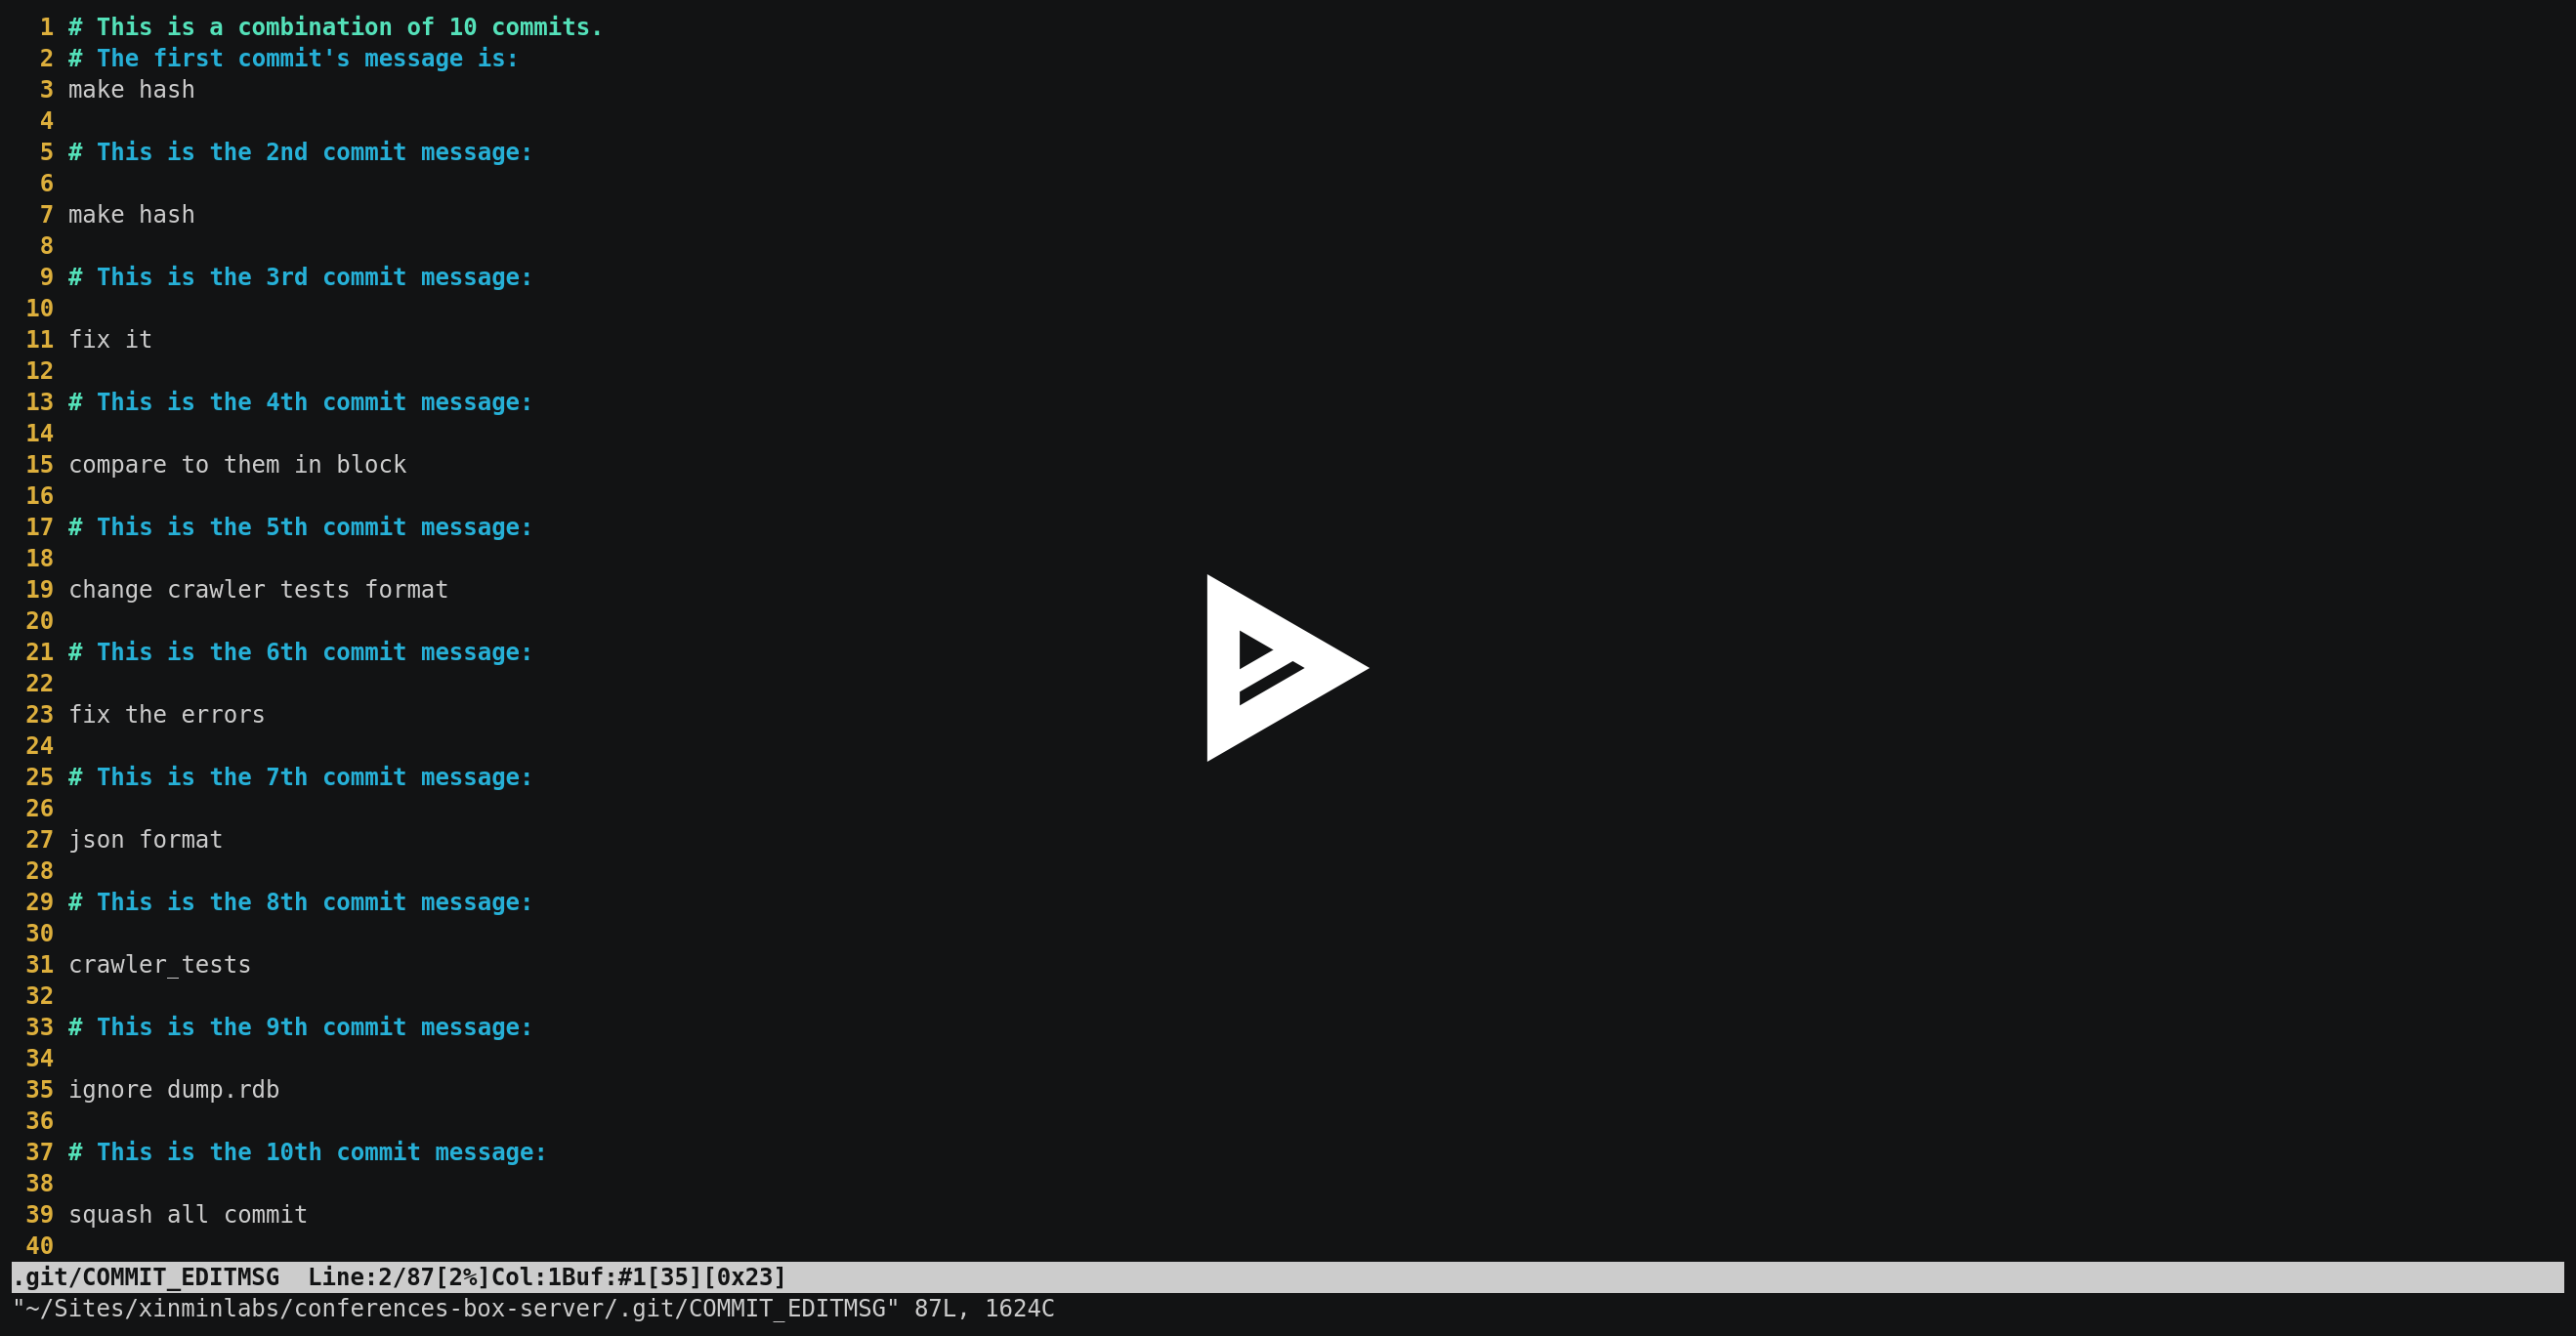 1 # This is a combination of 10 commits.
2 # The first commit's message is:
3 make hash
4
5 # This is the 2nd commit message:
6
7 make hash
8
9 # This is the 3rd commit message:
10
11 fix it
12
13 # This is the 4th commit message:
14
15 compare to them in block
16
17 # This is the 5th commit message:
18
19 change crawler tests format
20
21 # This is the 6th commit message:
22
23 fix the errors
24
25 # This is the 7th commit message:
26
27 json format
28
29 # This is the 8th commit message:
30
31 crawler_tests
32
33 # This is the 9th commit message:
34
35 ignore dump.rdb
36
37 # This is the 10th commit message:
38
39 squash all commit
40
.git/COMMIT_EDITMSG  Line:2/87[2%]Col:1Buf:#1[35][0x23]
"~/Sites/xinminlabs/conferences-box-server/.git/COMMIT_EDITMSG" 87L, 1624C